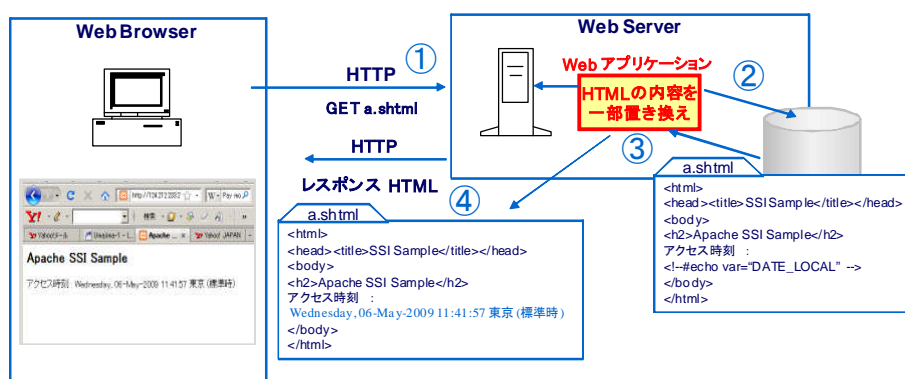 Web Browser
Web Server
①
HTTP
GET a.shtml
HTTP
レスポンス HTML
Web アプリケーション
HTMLの内容を
一部置き換え
②
③
④
a.shtml
<html>
<head><title>SSI Sample</title></head>
<body>
<h2>Apache SSI Sample</h2>
アクセス時刻 :
<!--#echo var="DATE_LOCAL" -->
</body>
</html>
a.shtml
<html>
<head><title>SSI Sample</title></head>
<body>
<h2>Apache SSI Sample</h2>
アクセス時刻 :
Wednesday, 06-May-2009 11:41:57 東京 (標準時)
</body>
</html>
Apache SSI Sample
アクセス時刻 : Wednesday, 06-May-2009 11:41:57 東京 (標準時)